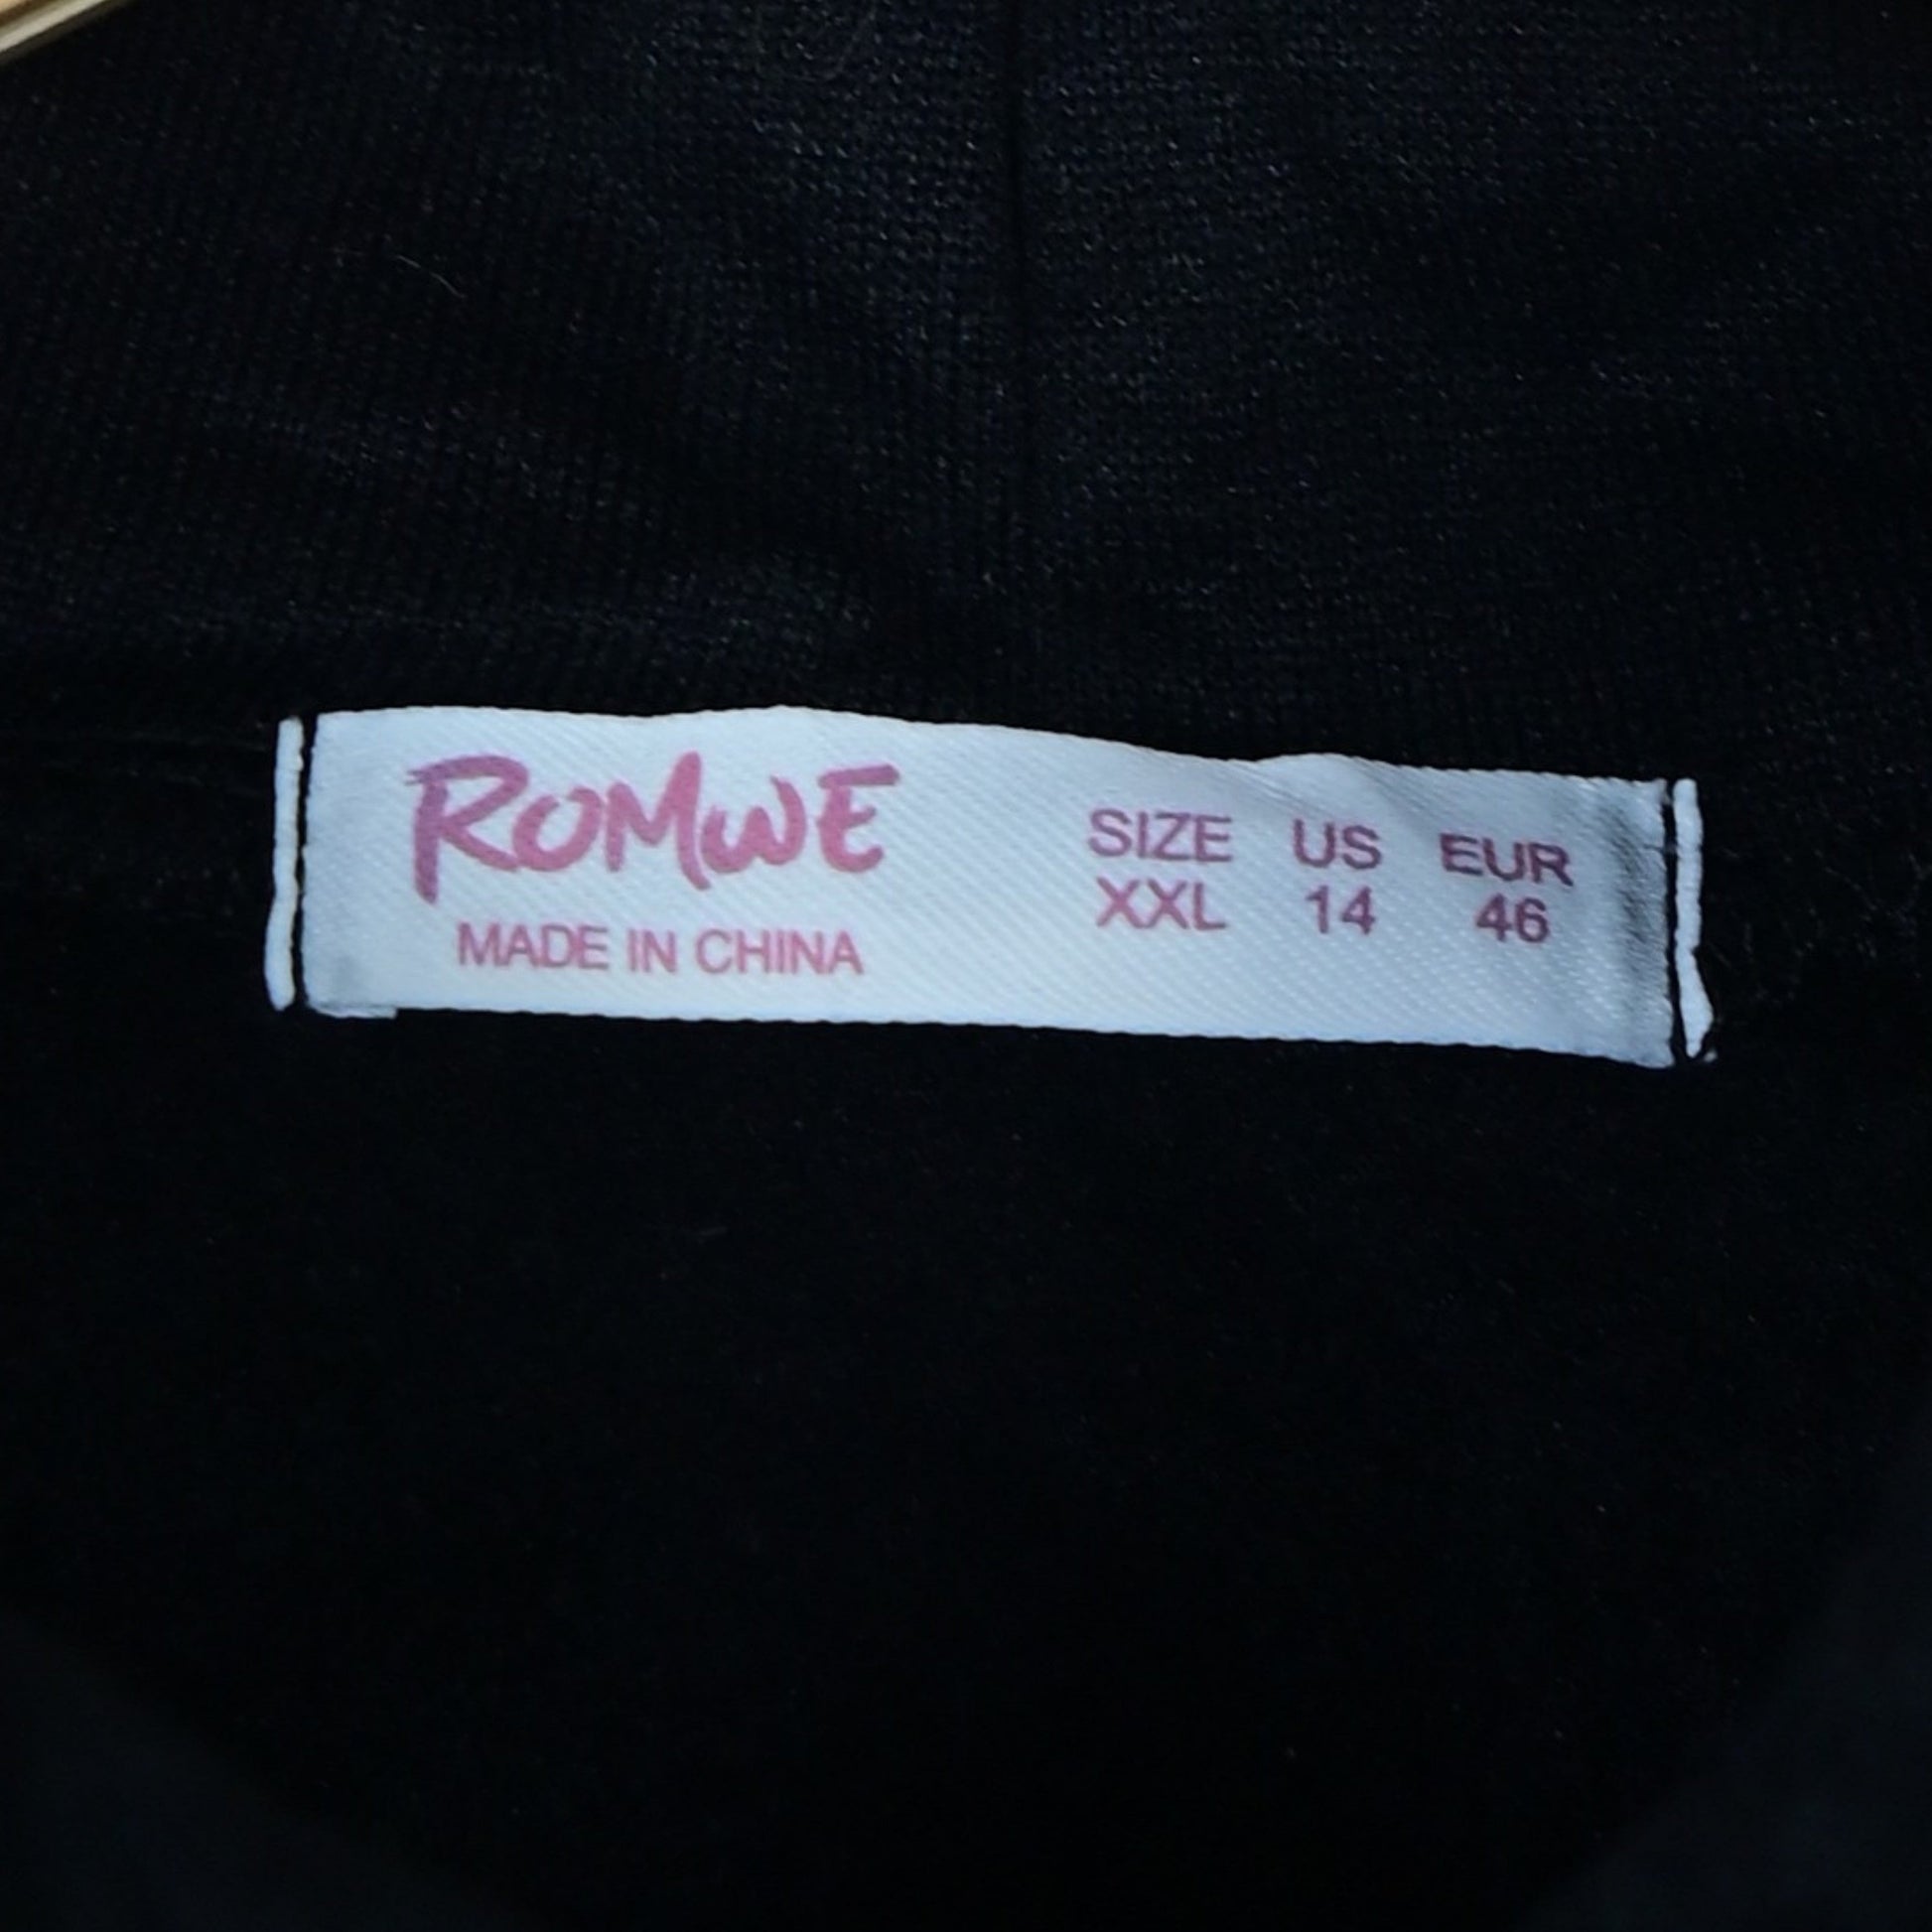 ROMWE
MADE IN CHINA
SIZE US EUR
XXL 14 46